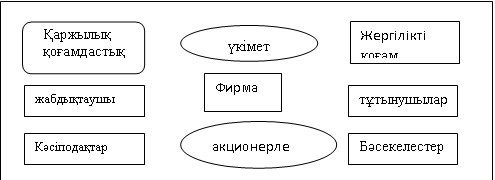 Қаржылық
қоғамдастық
үкімет
Жергілікті
қоғам
жабдықтаушы
Фирма
тұтынушылар
Кәсіподақтар
акционерле
Бәсекелестер